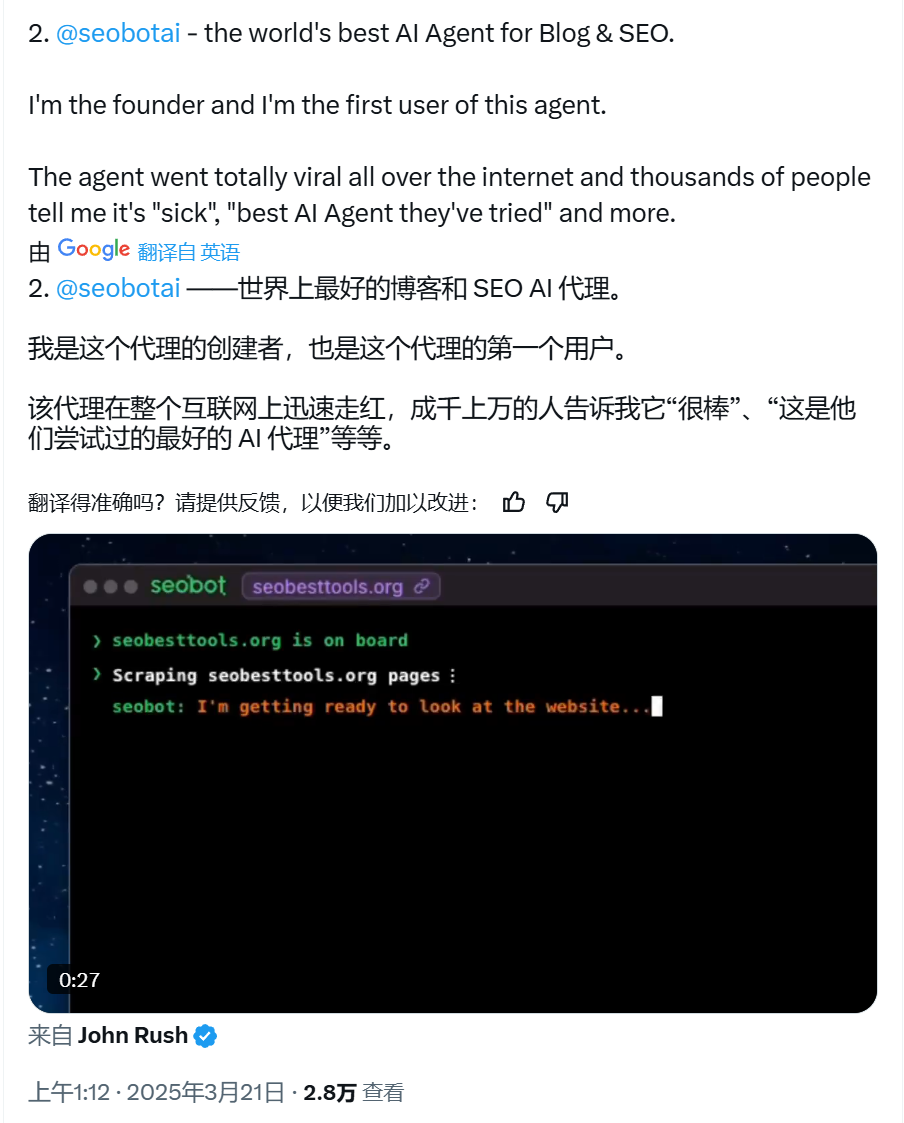 2. @seobotai - the world's best AI Agent for Blog & SEO.
I'm the founder and I'm the first user of this agent.
The agent went totally viral all over the internet and thousands of people
tell me it's "sick", "best AI Agent they've tried" and more.
由 Google 翻译自 英语
2. @seobotai ——世界上最好的博客和 SEO AI 代理。
我是这个代理的创建者，也是这个代理的第一个用户。
该代理在整个互联网上迅速走红，成千上万的人告诉我它“很棒”、“这是他
们尝试过的最好的 AI 代理”等等。
翻译得准确吗？请提供反馈，以便我们加以改进：
seobot seobesttools.org
❯ seobesttools.org is on board
❯ Scraping seobesttools.org pages ⋮
seobot: I'm getting ready to look at the website...
0:27
来自 John Rush
上午1:12 · 2025年3月21日 · 2.8万 查看